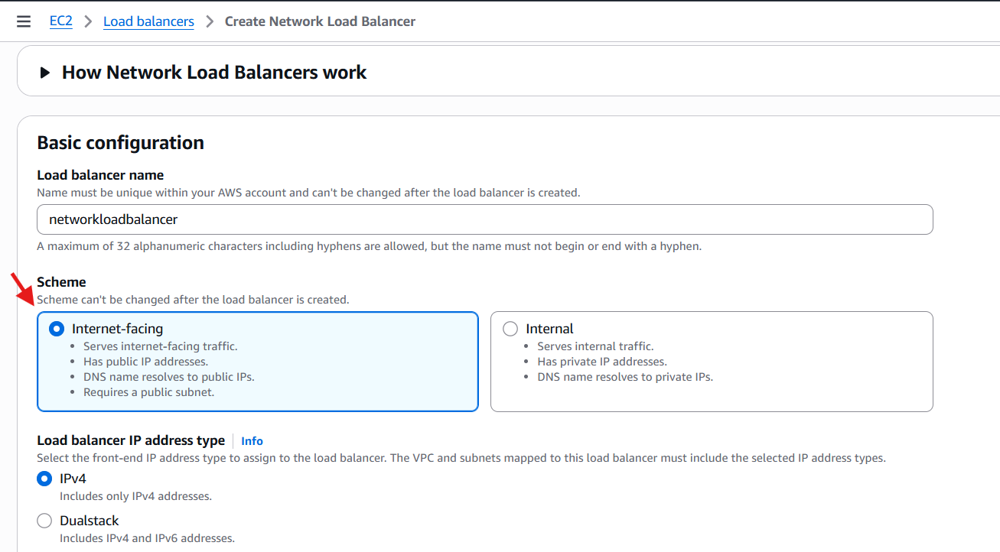 EC2 > Load balancers > Create Network Load Balancer
How Network Load Balancers work
Basic configuration
Load balancer name
Name must be unique within your AWS account and can't be changed after the load balancer is created.
networkloadbalancer
A maximum of 32 alphanumeric characters including hyphens are allowed, but the name must not begin or end with a hyphen.
Scheme
Scheme can't be changed after the load balancer is created.
Internet-facing
• Serves internet-facing traffic.
• Has public IP addresses.
• DNS name resolves to public IPs.
• Requires a public subnet.
Internal
• Serves internal traffic.
• Has private IP addresses.
• DNS name resolves to private IPs.
Load balancer IP address type | Info
Select the front-end IP address type to assign to the load balancer. The VPC and subnets mapped to this load balancer must include the selected IP address types.
IPv4
Includes only IPv4 addresses.
Dualstack
Includes IPv4 and IPv6 addresses.